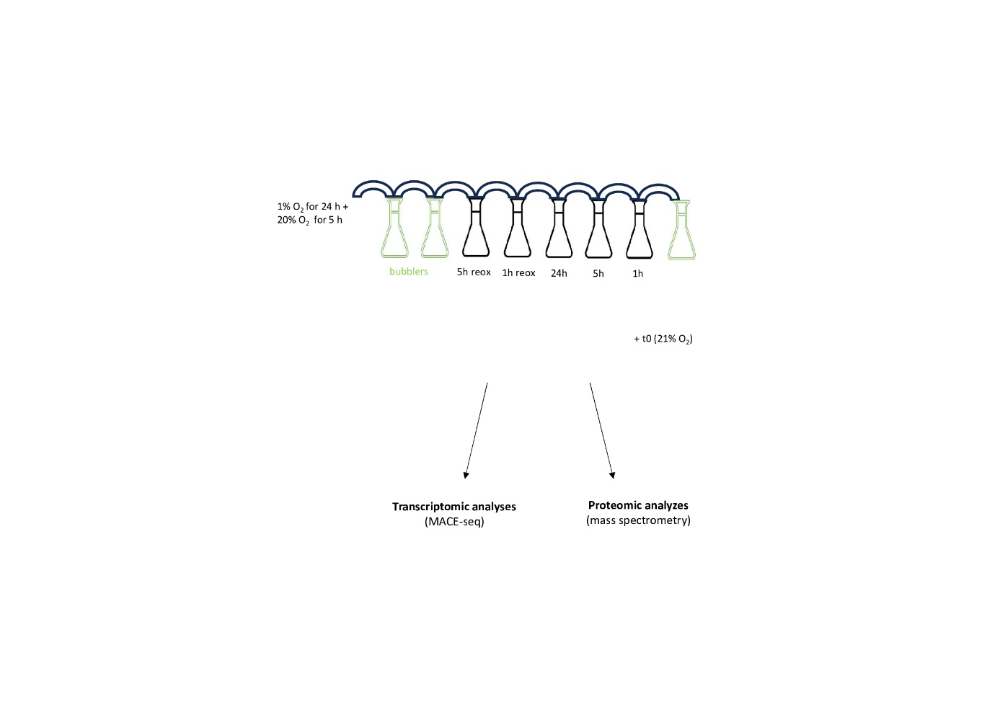 1% O2 for 24 h +
20% O2 for 5 h
bubblers
5h reox
1h reox
24h
5h
1h
+ t0 (21% O2)
Transcriptomic analyses
(MACE-seq)
Proteomic analyzes
(mass spectrometry)